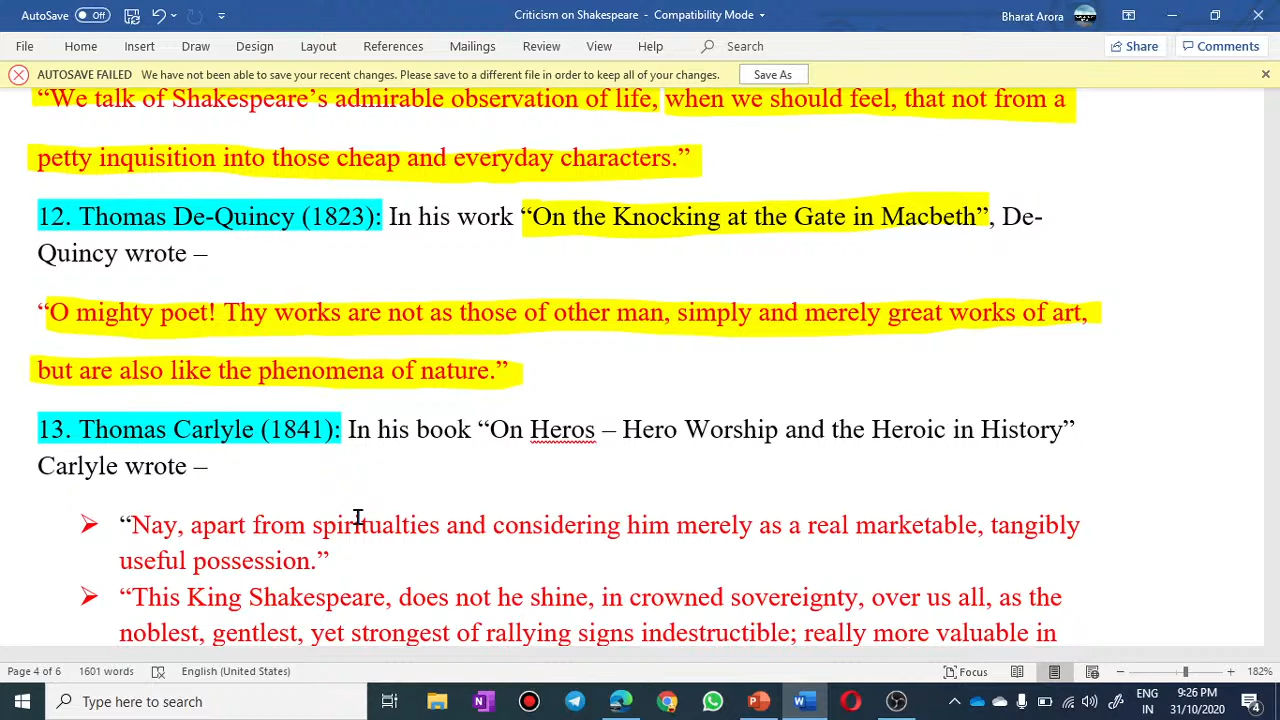 AutoSave Off
Criticism on Shakespeare - Compatibility Mode
Bharat Arora
File Home Insert Draw Design Layout References Mailings Review View Help Search Share Comments
AUTOSAVE FAILED We have not been able to save your recent changes. Please save to a different file in order to keep all of your changes. Save As
“We talk of Shakespeare’s admirable observation of life, when we should feel, that not from a
petty inquisition into those cheap and everyday characters.”
12. Thomas De-Quincy (1823): In his work “On the Knocking at the Gate in Macbeth”, De-
Quincy wrote –
“O mighty poet! Thy works are not as those of other man, simply and merely great works of art,
but are also like the phenomena of nature.”
13. Thomas Carlyle (1841): In his book “On Heros – Hero Worship and the Heroic in History”
Carlyle wrote –
“Nay, apart from spiritualties and considering him merely as a real marketable, tangibly
useful possession.”
“This King Shakespeare, does not he shine, in crowned sovereignty, over us all, as the
noblest, gentlest, yet strongest of rallying signs indestructible; really more valuable in
Page 4 of 6 1601 words English (United States) Focus 182%
Type here to search
ENG 9:26 PM
IN 31/10/2020 4